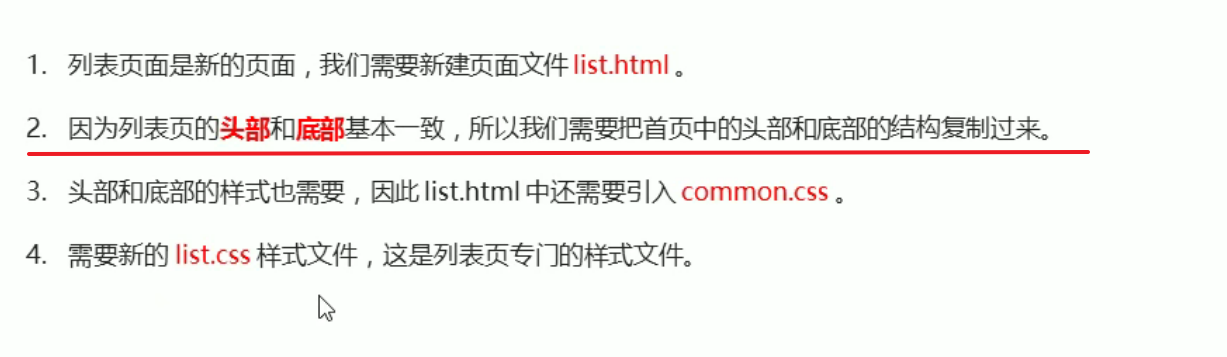 1. 列表页面是新的页面，我们需要新建页面文件 list.html 。
2. 因为列表页的头部和底部基本一致，所以我们需要把首页中的头部和底部的结构复制过来。
3. 头部和底部的样式也需要，因此 list.html 中还需要引入 common.css 。
4. 需要新的 list.css 样式文件，这是列表页专门的样式文件。